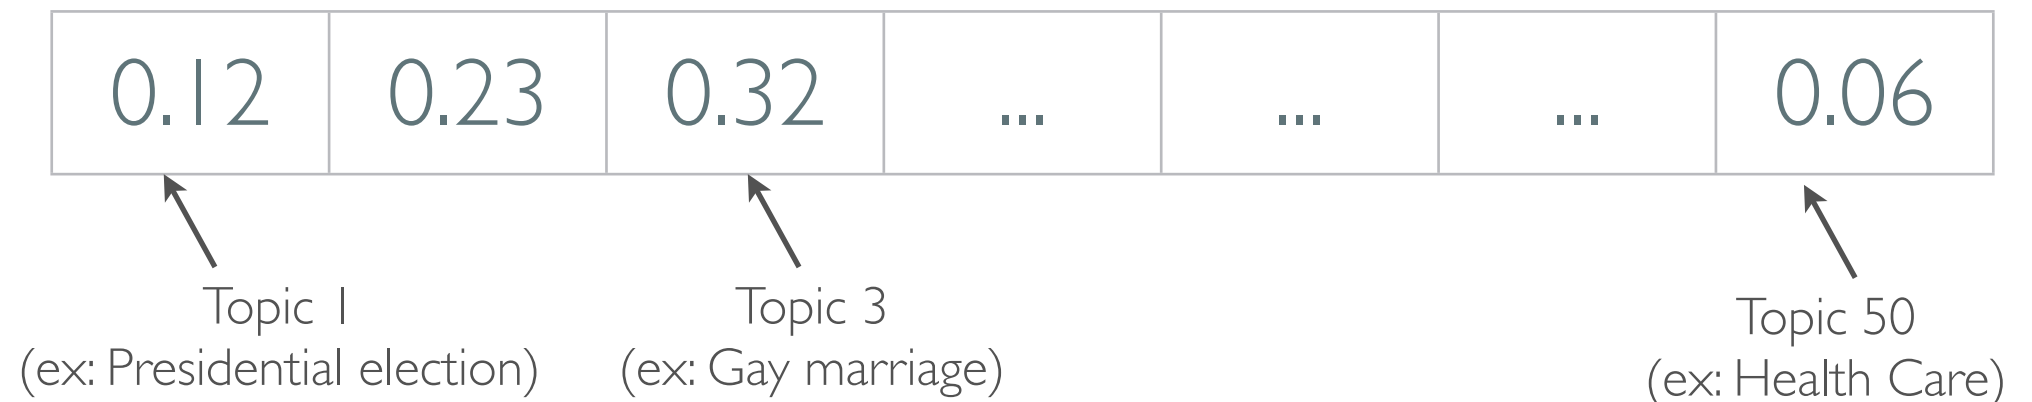 0.12 0.23 0.32 ... ... ... 0.06
Topic 1
(ex: Presidential election)
Topic 3
(ex: Gay marriage)
Topic 50
(ex: Health Care)